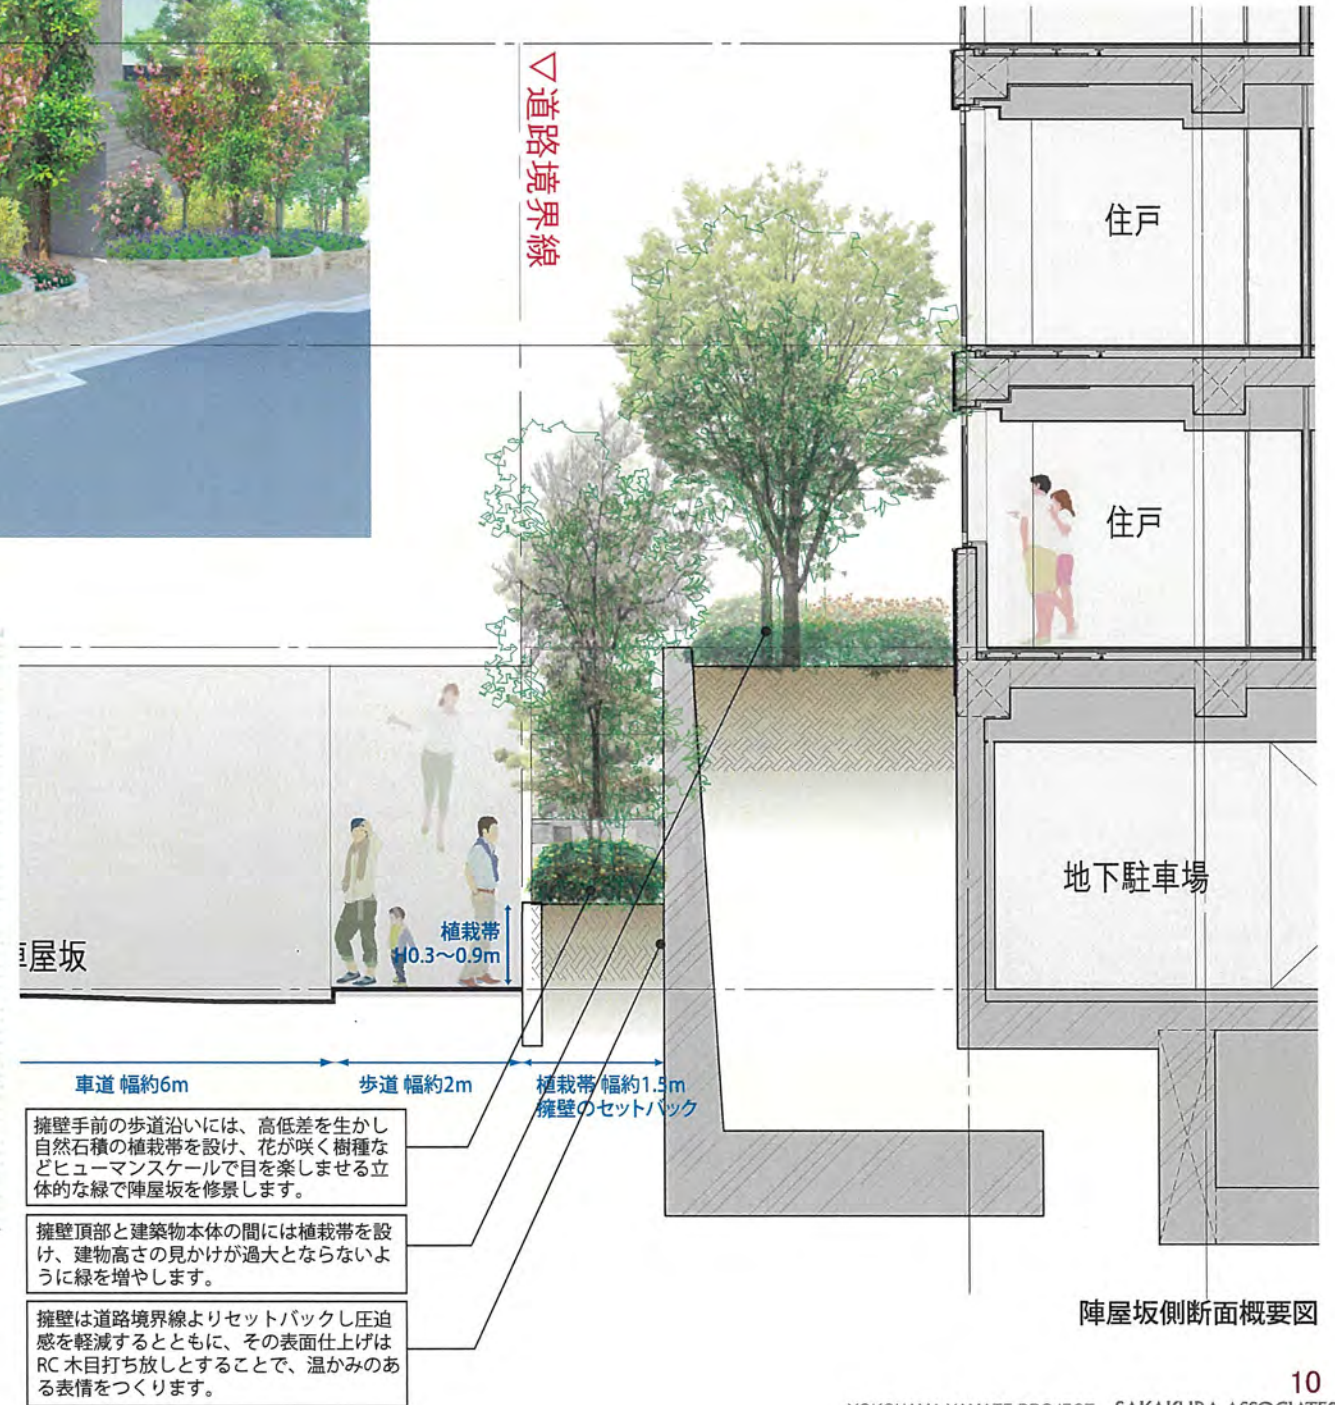 ▽道路境界線
住戸
住戸
地下駐車場
植栽帯
H0.3～0.9m
屋坂
車道 幅約6m
歩道 幅約2m
植栽帯 幅約1.5m
擁壁のセットバック
擁壁手前の歩道沿いには、高低差を生かし
自然石積の植栽帯を設け、花が咲く樹種な
どヒューマンスケールで目を楽しませる立
体的な緑で陣屋坂を修景します。
擁壁頂部と建築物本体の間には植栽帯を設
け、建物高さの見かけが過大とならないよ
うに緑を増やします。
擁壁は道路境界線よりセットバックし圧迫
感を軽減するとともに、その表面仕上げは
RC 木目打ち放しとすることで、温かみのあ
る表情をつくります。
陣屋坂側断面概要図
10
YOKOHAMA YAMATE PROJECT SAKAKURA ASSOCIATES